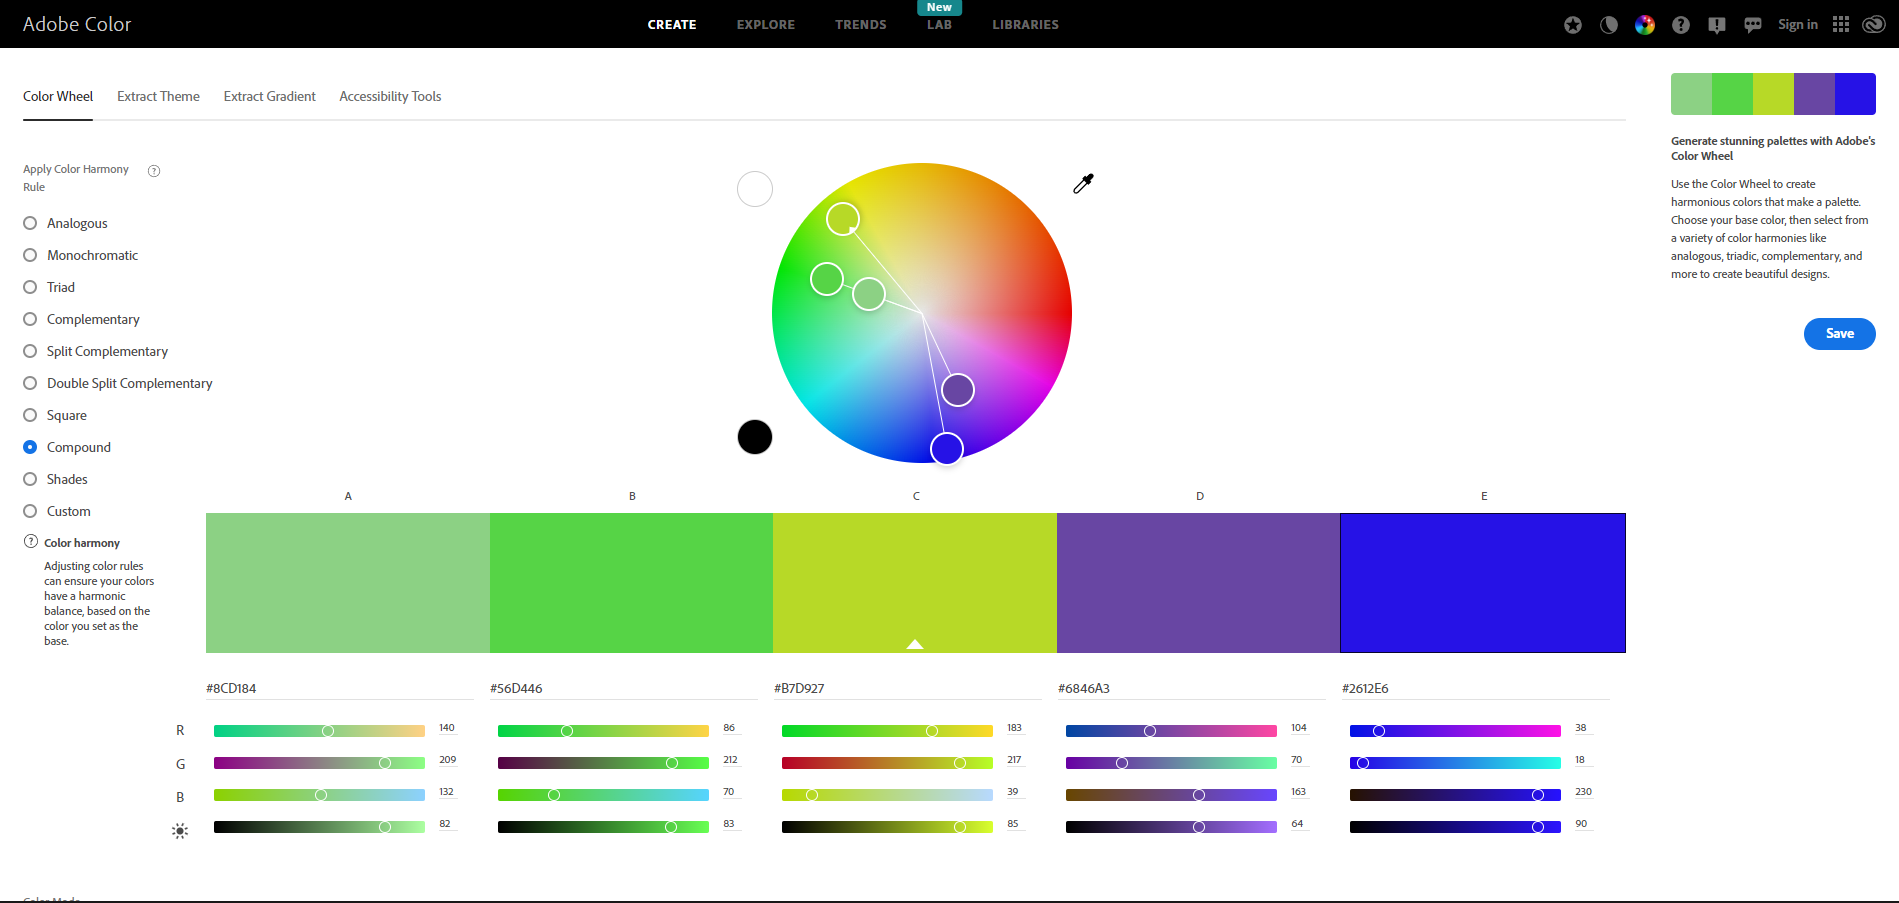 Adobe Color
CREATE
EXPLORE
TRENDS
New
LAB
LIBRARIES
Sign in
Color Wheel
Extract Theme
Extract Gradient
Accessibility Tools
Apply Color Harmony
Rule
Analogous
Monochromatic
Triad
Complementary
Split Complementary
Double Split Complementary
Square
Compound
Shades
Custom
Color harmony
Adjusting color rules
can ensure your colors
have a harmonic
balance, based on the
color you set as the
base.
Generate stunning palettes with Adobe's
Color Wheel
Use the Color Wheel to create
harmonious colors that make a palette.
Choose your base color, then select from
a variety of color harmonies like
analogous, triadic, complementary, and
more to create beautiful designs.
Save
A B C D E
#8CD184 #56D446 #B7D927 #6846A3 #2612E6
R 140 86 183 104 38
G 209 212 217 70 18
B 132 70 39 163 230
82 83 85 64 90
Color Mode